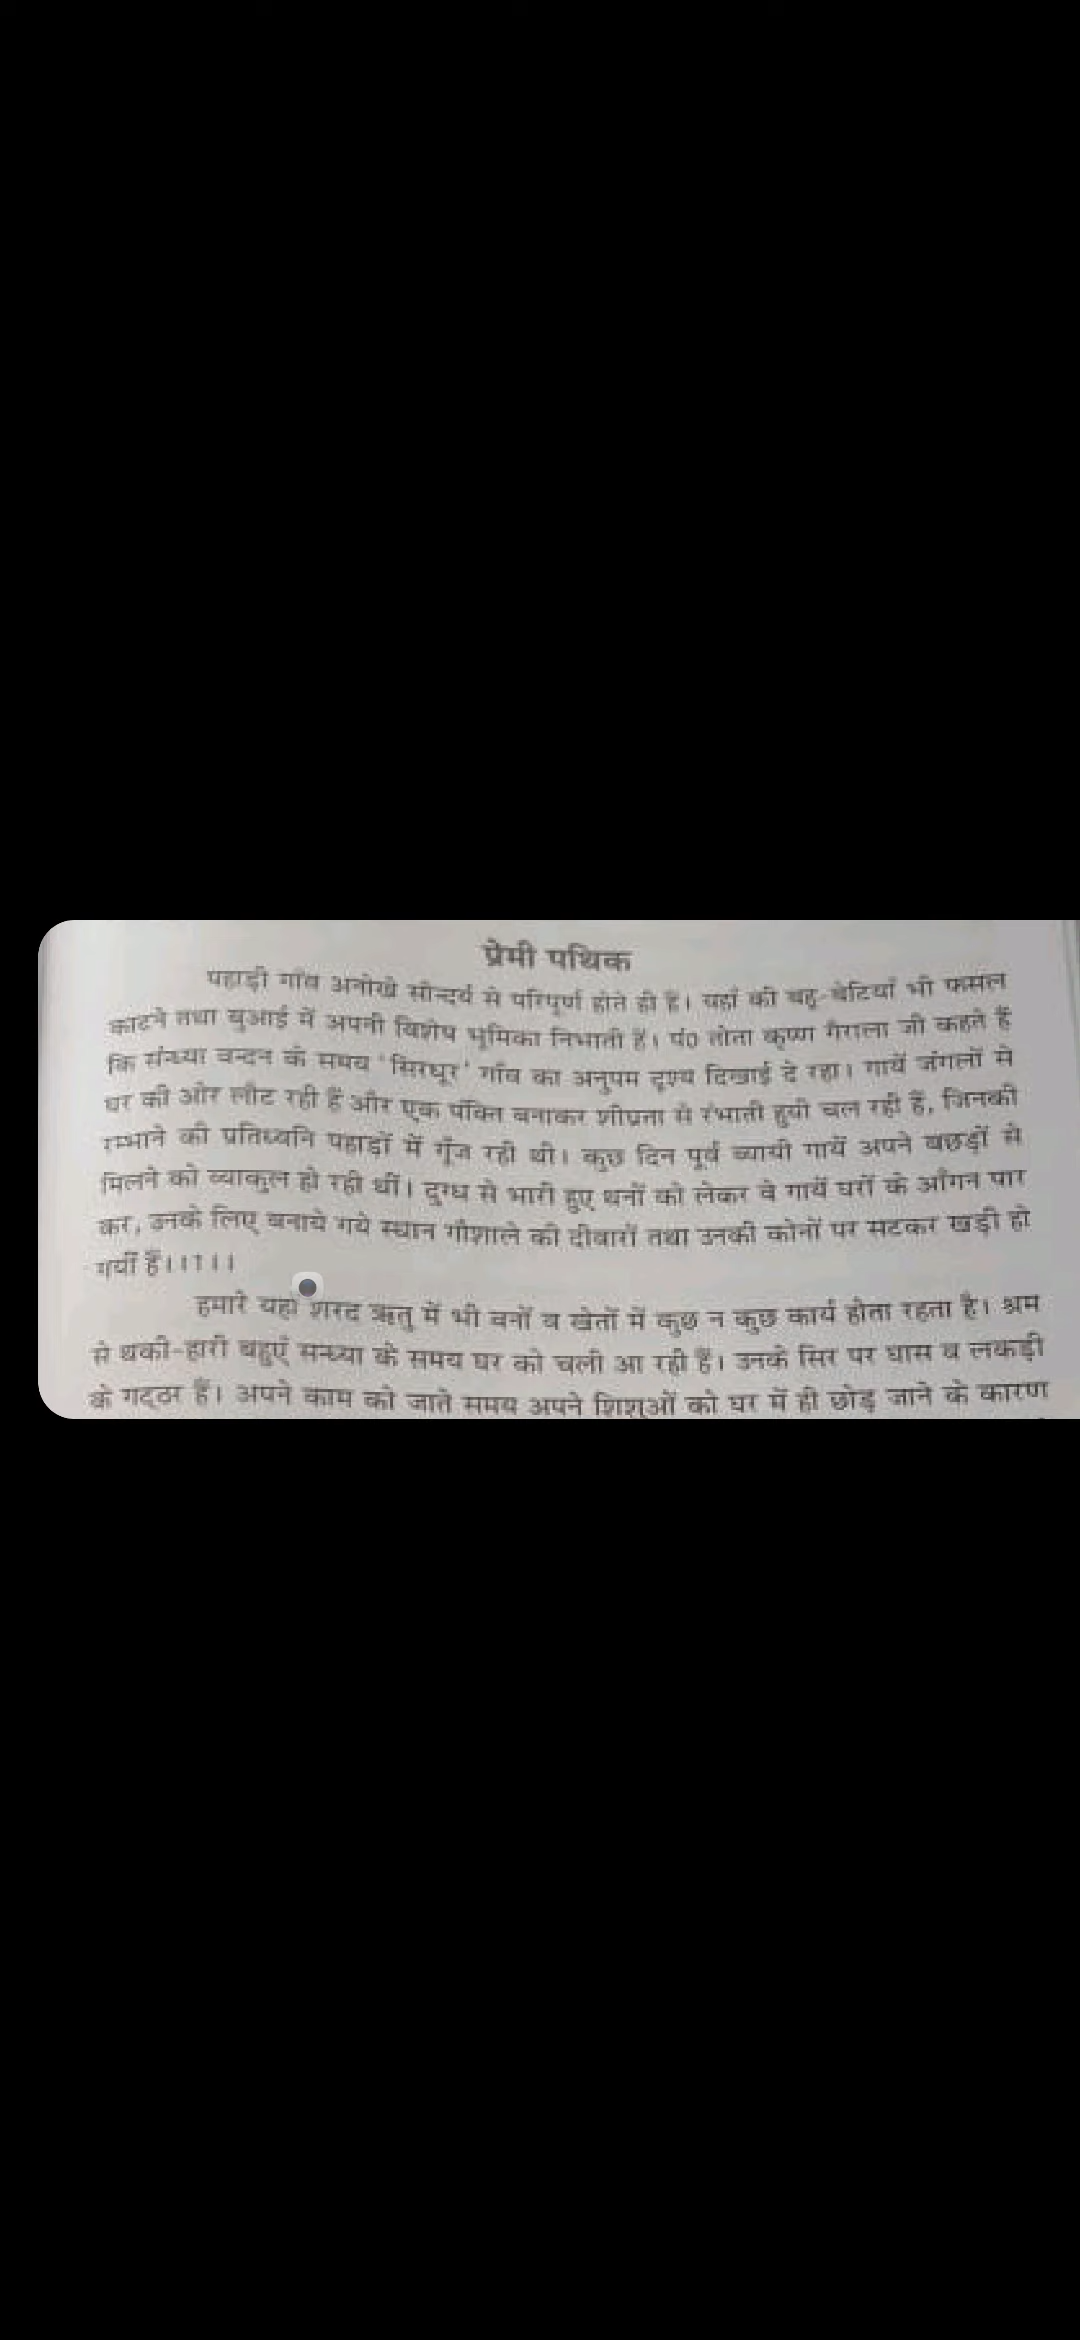 प्रेमी पथिक
पहाड़ी गाँव अनोखे सौन्दर्य से परिपूर्ण होते ही हैं। यहाँ की बहु-बेटियाँ भी फसल
काटने तथा बुआई में अपनी विशेष भूमिका निभाती हैं। पं0 तोता कृष्ण गैराला जी कहते हैं
कि संन्ध्या वन्दन के समय 'सिरधूर' गाँव का अनुपम दृश्य दिखाई दे रहा। गायें जंगलों से
घर की ओर लौट रही हैं और एक पंक्ति बनाकर शीघ्रता से रंभाती हुयी चल रही हैं, जिनकी
रम्भाने की प्रतिध्वनि पहाड़ों में गूँज रही थी। कुछ दिन पूर्व ब्यायी गायें अपने बछड़ों से
मिलने को व्याकुल हो रही थीं। दुग्ध से भारी हुए थनों को लेकर वे गायें घरों के आँगन पार
कर, उनके लिए बनाये गये स्थान गौशाले की दीवारों तथा उनकी कोनों पर सटकर खड़ी हो
गयीं हैं।।1।।
हमारे यहाँ शरद ऋतु में भी वनों व खेतों में कुछ न कुछ कार्य होता रहता है। श्रम
से थकी-हारी बहुएँ सन्ध्या के समय घर को चली आ रही हैं। उनके सिर पर घास व लकड़ी
के गट्ठर हैं। अपने काम को जाते समय अपने शिशुओं को घर में ही छोड़ जाने के कारण